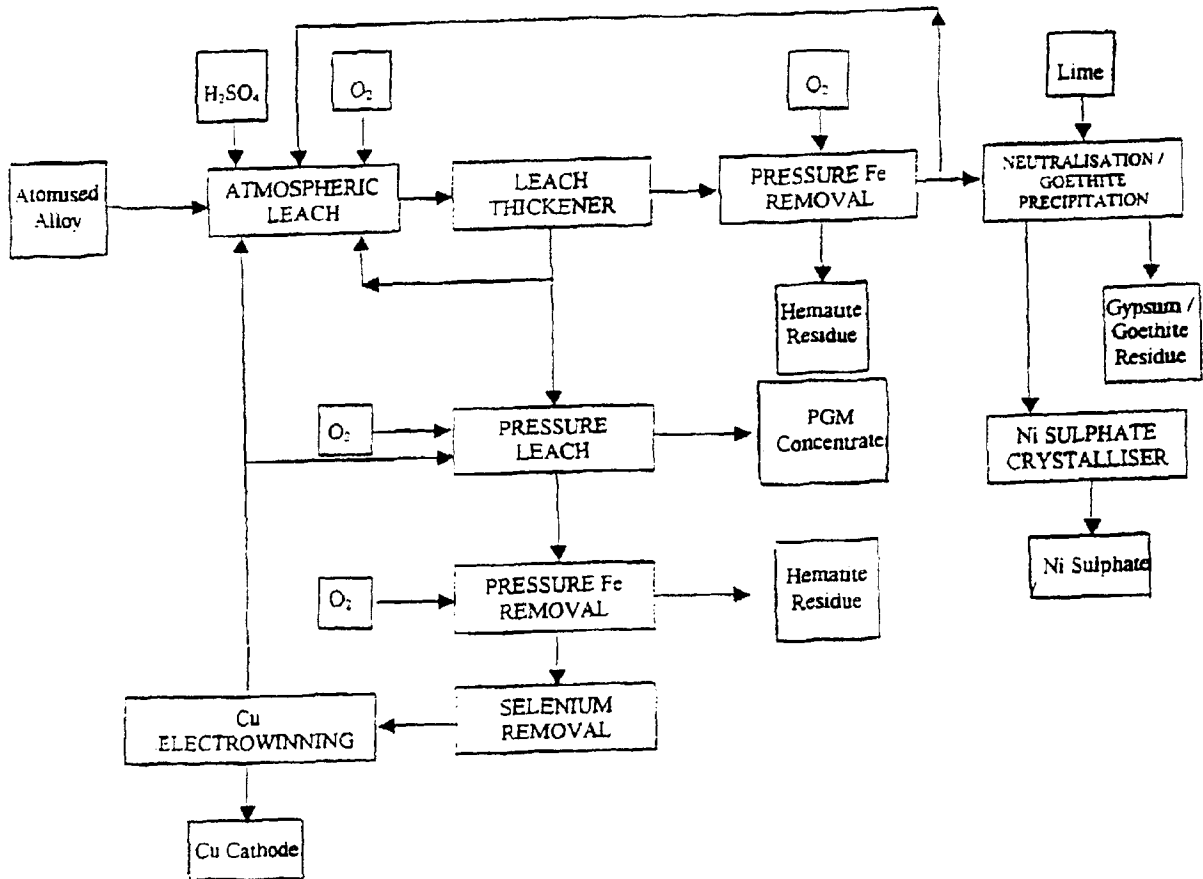 H₂SO₄
O₂
O₂
Lime
Atomised
Alloy
ATMOSPHERIC
LEACH
LEACH
THICKENER
PRESSURE Fe
REMOVAL
NEUTRALISATION /
GOETHITE
PRECIPITATION
Hematite
Residue
Gypsum /
Goethite
Residue
O₂
PRESSURE
LEACH
PGM
Concentrate
Ni SULPHATE
CRYSTALLISER
O₂
PRESSURE Fe
REMOVAL
Hematite
Residue
Ni Sulphate
Cu
ELECTROWINNING
SELENIUM
REMOVAL
Cu Cathode